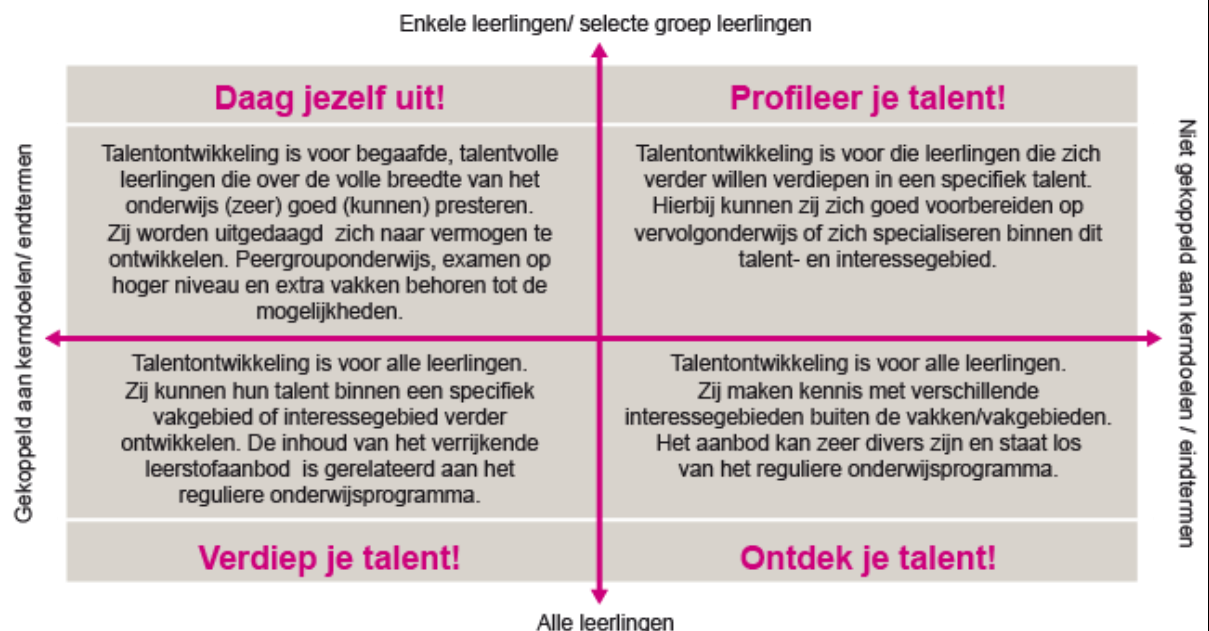 Enkele leerlingen/ selecte groep leerlingen
Daag jezelf uit!
Talentontwikkeling is voor begaafde, talentvolle
leerlingen die over de volle breedte van het
onderwijs (zeer) goed (kunnen) presteren.
Zij worden uitgedaagd zich naar vermogen te
ontwikkelen. Peergrouponderwijs, examen op
hoger niveau en extra vakken behoren tot de
mogelijkheden.
Profileer je talent!
Talentontwikkeling is voor die leerlingen die zich
verder willen verdiepen in een specifiek talent.
Hierbij kunnen zij zich goed voorbereiden op
vervolgonderwijs of zich specialiseren binnen dit
talent- en interessegebied.
Gekoppeld aan kerndoelen/ endtermen
Niet gekoppeld aan kerndoelen / eindtermen
Talentontwikkeling is voor alle leerlingen.
Zij kunnen hun talent binnen een specifiek
vakgebied of interessegebied verder
ontwikkelen. De inhoud van het verrijkende
leerstofaanbod is gerelateerd aan het
reguliere onderwijsprogramma.
Verdiep je talent!
Talentontwikkeling is voor alle leerlingen.
Zij maken kennis met verschillende
interessegebieden buiten de vakken/vakgebieden.
Het aanbod kan zeer divers zijn en staat los
van het reguliere onderwijsprogramma.
Ontdek je talent!
Alle leerlingen